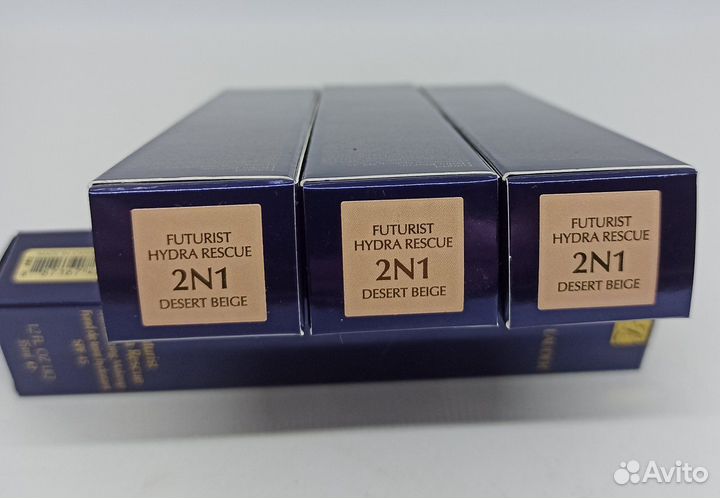 FUTURIST
HYDRA RESCUE
2N1
DESERT BEIGE
FUTURIST
HYDRA RESCUE
2N1
DESERT BEIGE
FUTURIST
HYDRA RESCUE
2N1
DESERT BEIGE
Rescue
SPF 45
Avito